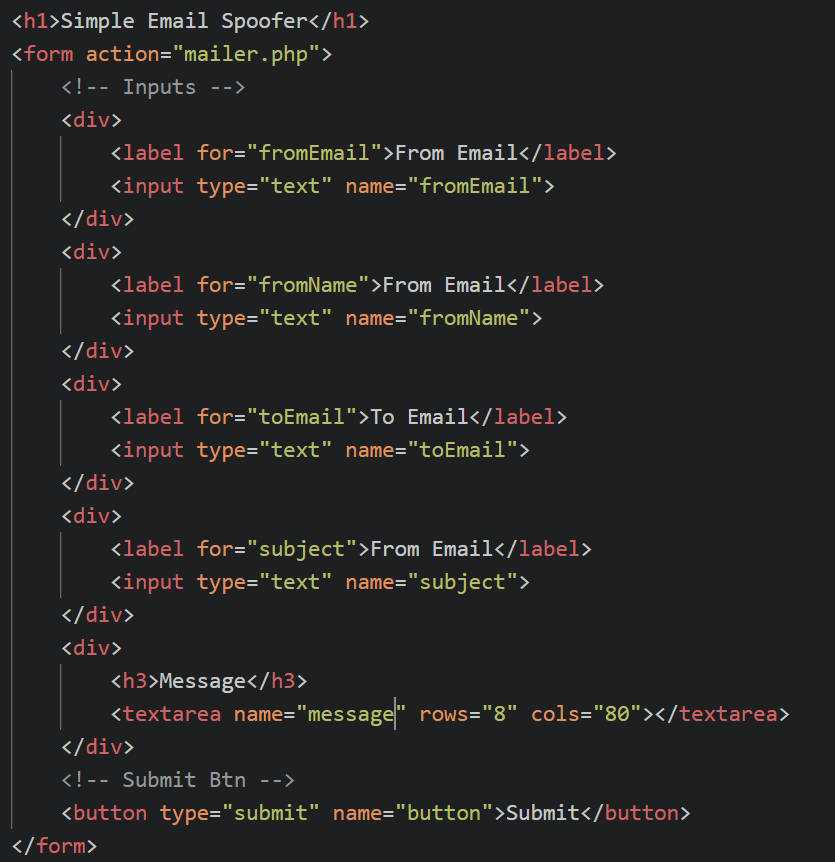 <h1>Simple Email Spoofer</h1>
<form action="mailer.php">
<!-- Inputs -->
<div>
<label for="fromEmail">From Email</label>
<input type="text" name="fromEmail">
</div>
<div>
<label for="fromName">From Email</label>
<input type="text" name="fromName">
</div>
<div>
<label for="toEmail">To Email</label>
<input type="text" name="toEmail">
</div>
<div>
<label for="subject">From Email</label>
<input type="text" name="subject">
</div>
<div>
<h3>Message</h3>
<textarea name="message" rows="8" cols="80"></textarea>
</div>
<!-- Submit Btn -->
<button type="submit" name="button">Submit</button>
</form>